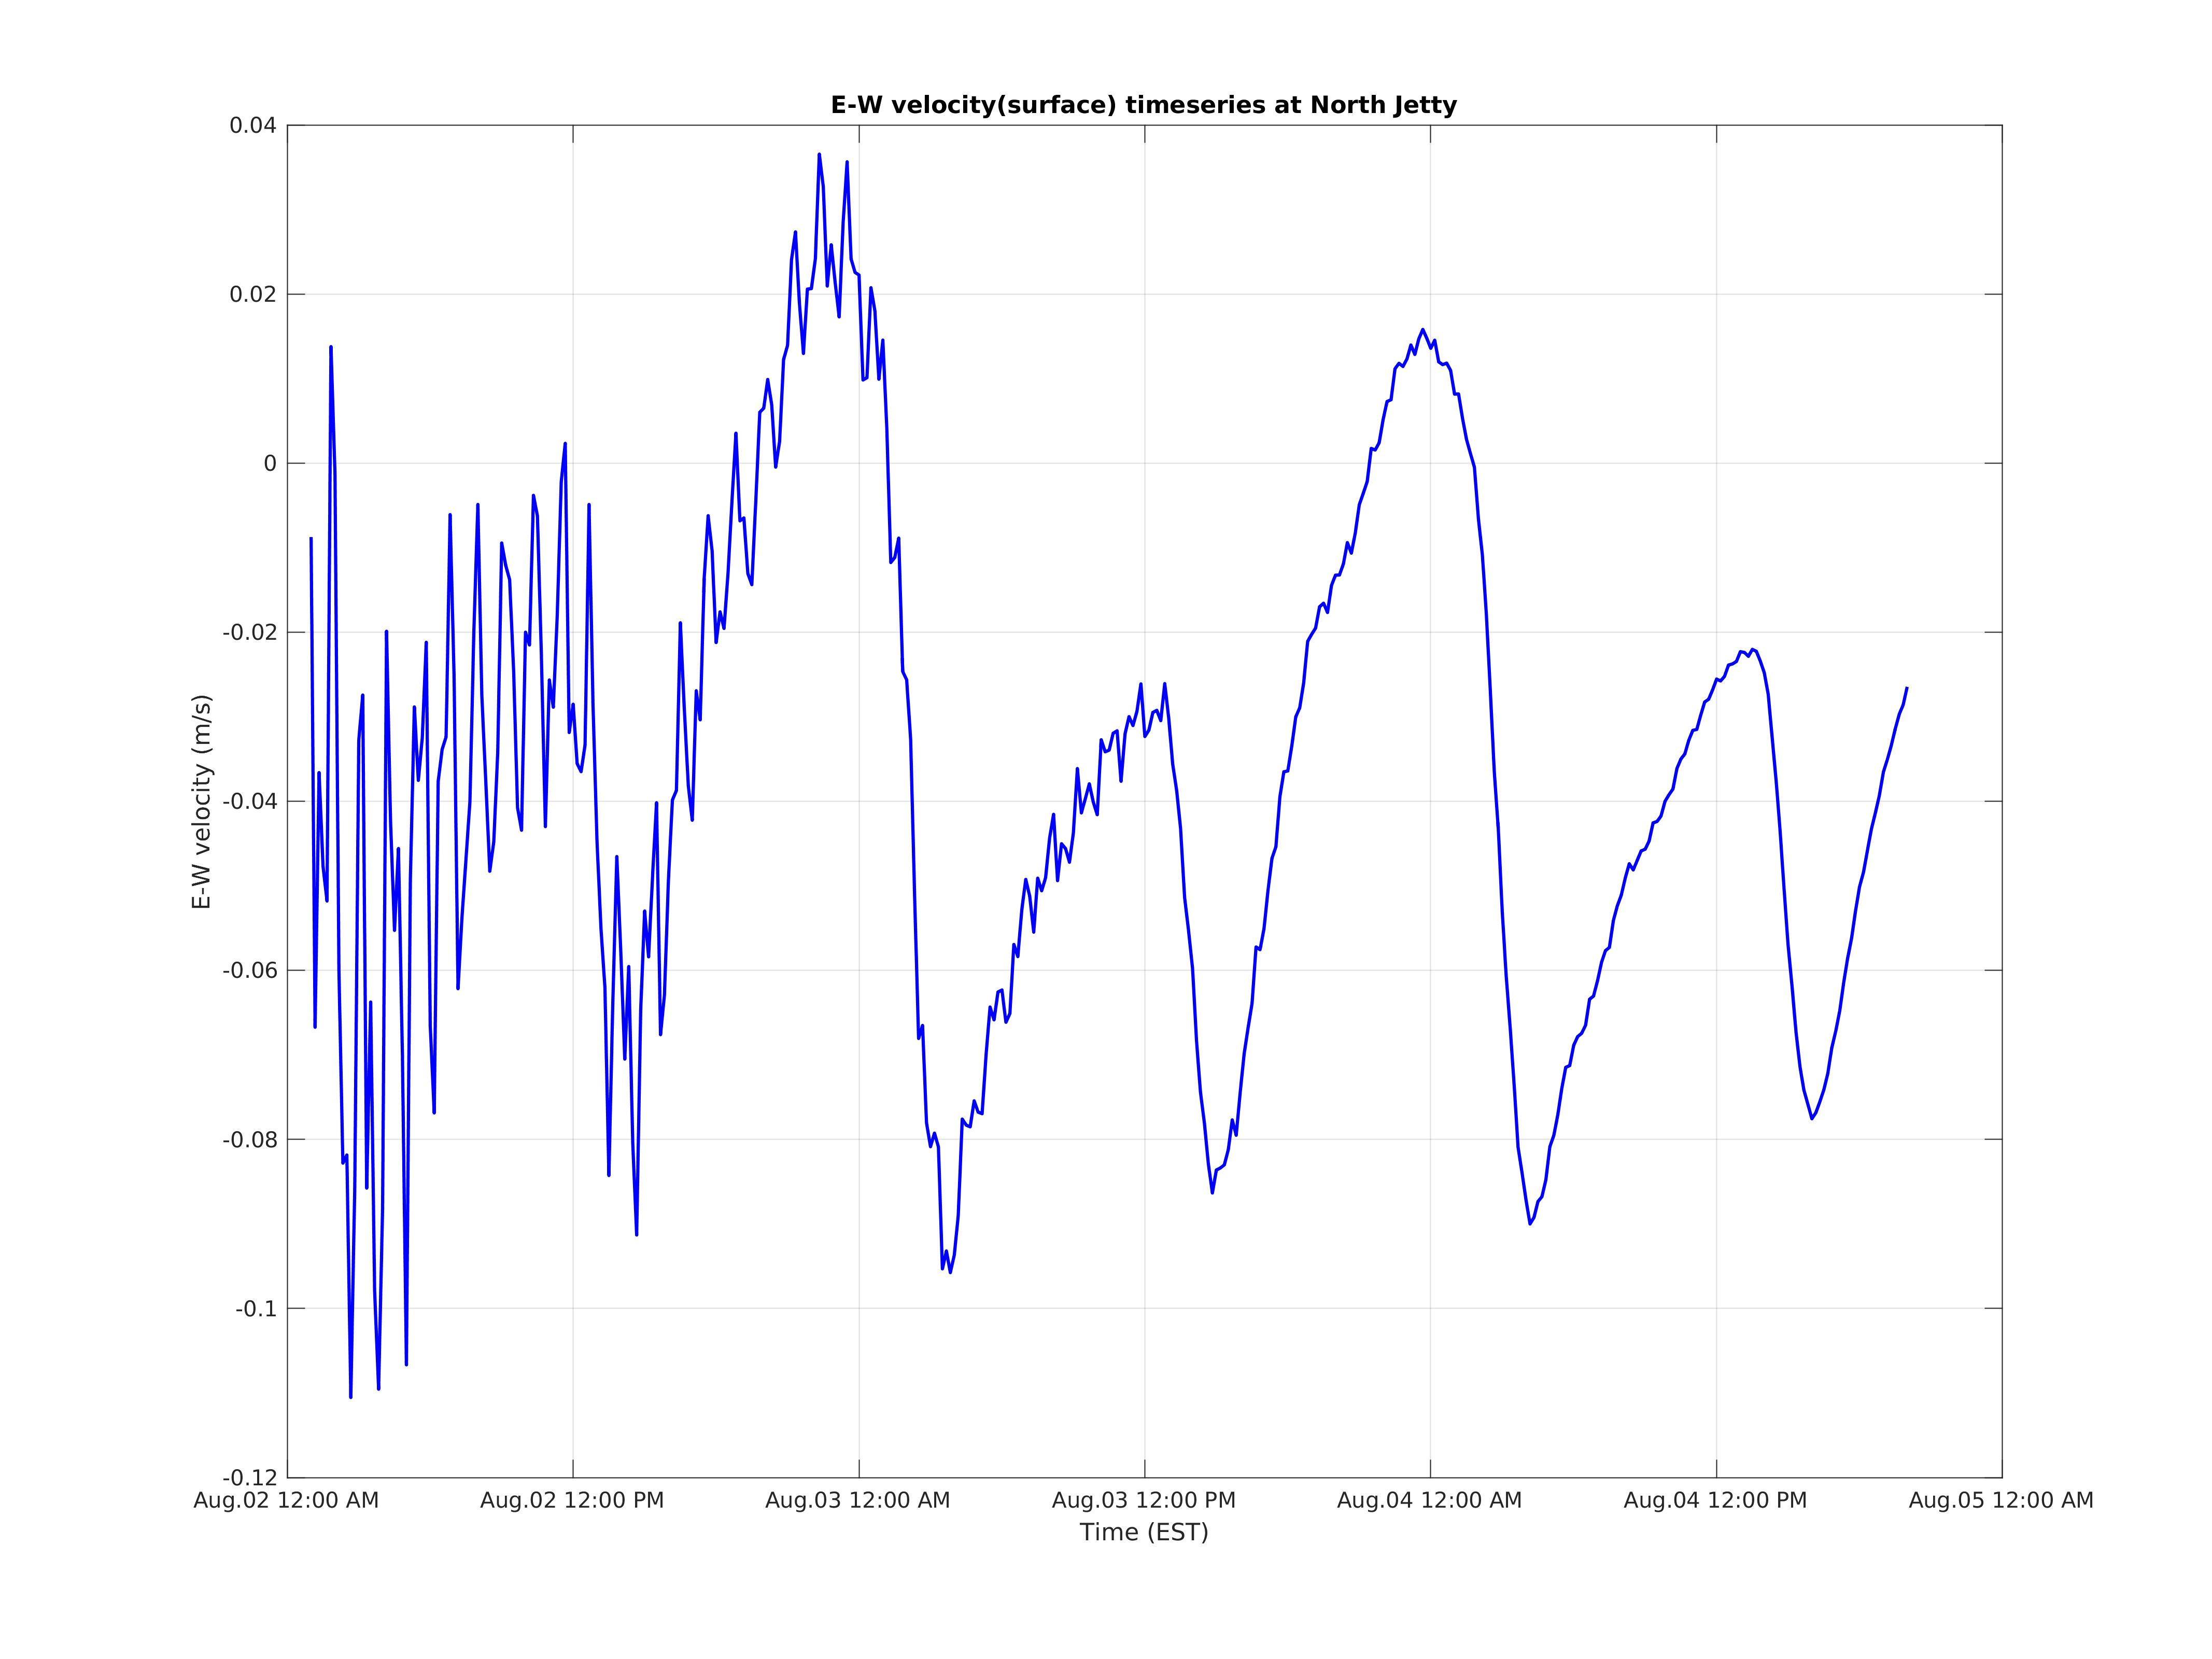 E-W velocity(surface) timeseries at North Jetty
0.04
0.02
0
-0.02
-0.04
-0.06
-0.08
-0.1
-0.12
E-W velocity (m/s)
Aug.02 12:00 AM Aug.02 12:00 PM Aug.03 12:00 AM Aug.03 12:00 PM Aug.04 12:00 AM Aug.04 12:00 PM Aug.05 12:00 AM
Time (EST)